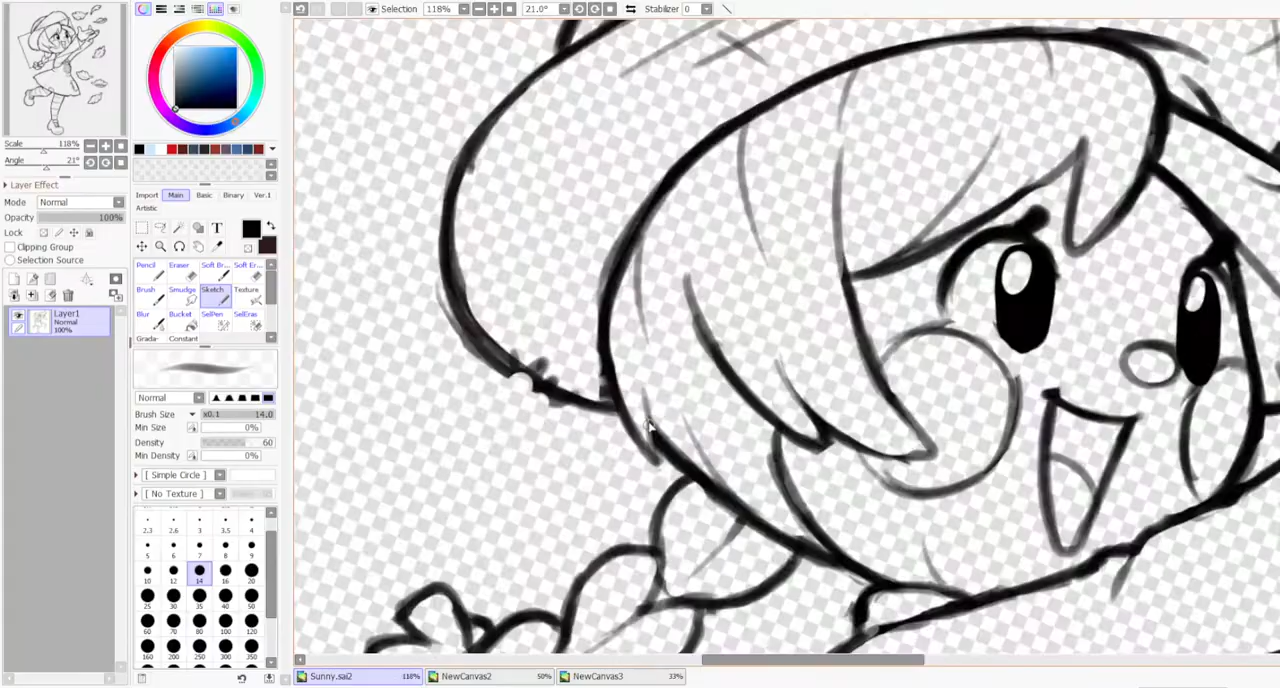 Selection 118% 21.0° Stabilizer 0
Scale 118%
Angle 21°
Layer Effect
Mode Normal
Opacity 100%
Lock
Clipping Group
Selection Source
Layer1
Normal
100%
Import Main Basic Binary Ver.1
Artistic
T
Pencil Eraser Soft Br... Soft Er...
Brush Smudge Sketch Texture
Blur Bucket SelPen SelEras
Grada- Constant
Normal
Brush Size x0.1 14.0
Min Size 0%
Density 60
Min Density 0%
[ Simple Circle ]
[ No Texture ]
2.3 2.6 3 3.5 4
5 6 7 8 9
10 12 14 16 20
25 30 35 40 50
60 70 80 100 120
160 200 250 300 350
Sunny.sai2 118% NewCanvas2 50% NewCanvas3 33%